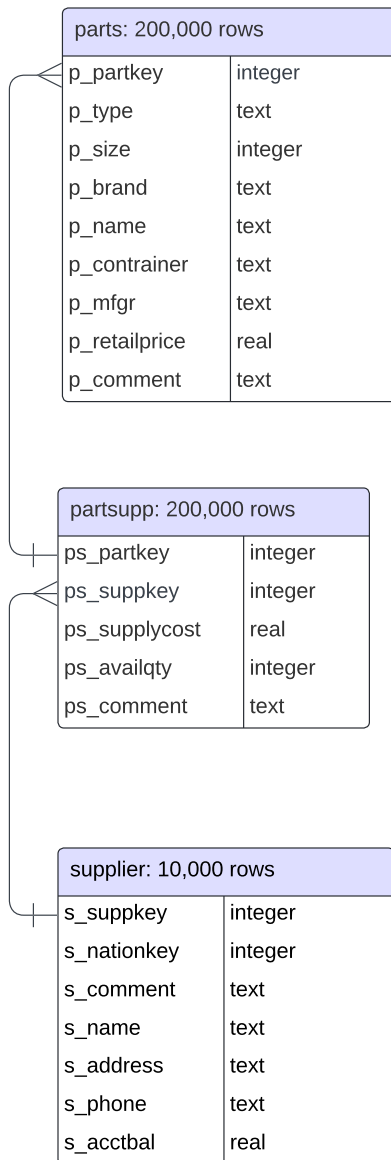 parts: 200,000 rows
p_partkey integer
p_type text
p_size integer
p_brand text
p_name text
p_contrainer text
p_mfgr text
p_retailprice real
p_comment text
partsupp: 200,000 rows
ps_partkey integer
ps_suppkey integer
ps_supplycost real
ps_availqty integer
ps_comment text
supplier: 10,000 rows
s_suppkey integer
s_nationkey integer
s_comment text
s_name text
s_address text
s_phone text
s_acctbal real